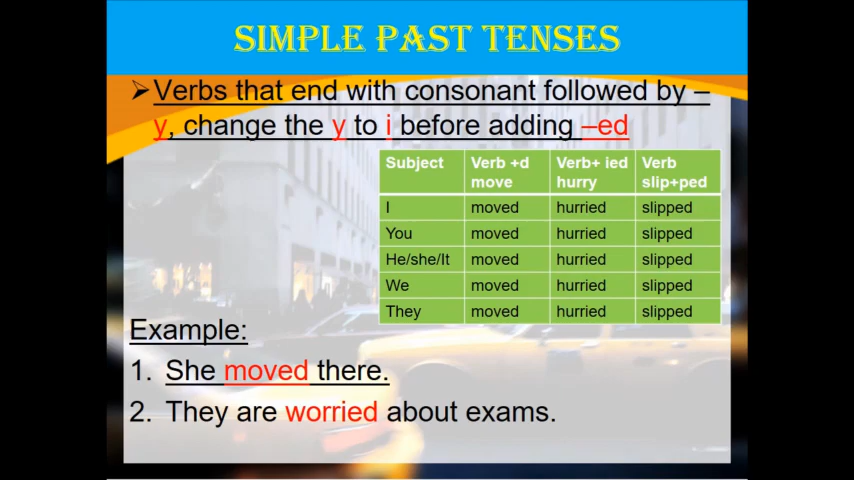 SIMPLE PAST TENSES
➢Verbs that end with consonant followed by –
y, change the y to i before adding –ed
Subject Verb +d Verb+ ied Verb
move hurry slip+ped
I moved hurried slipped
You moved hurried slipped
He/she/It moved hurried slipped
We moved hurried slipped
They moved hurried slipped
Example:
1. She moved there.
2. They are worried about exams.